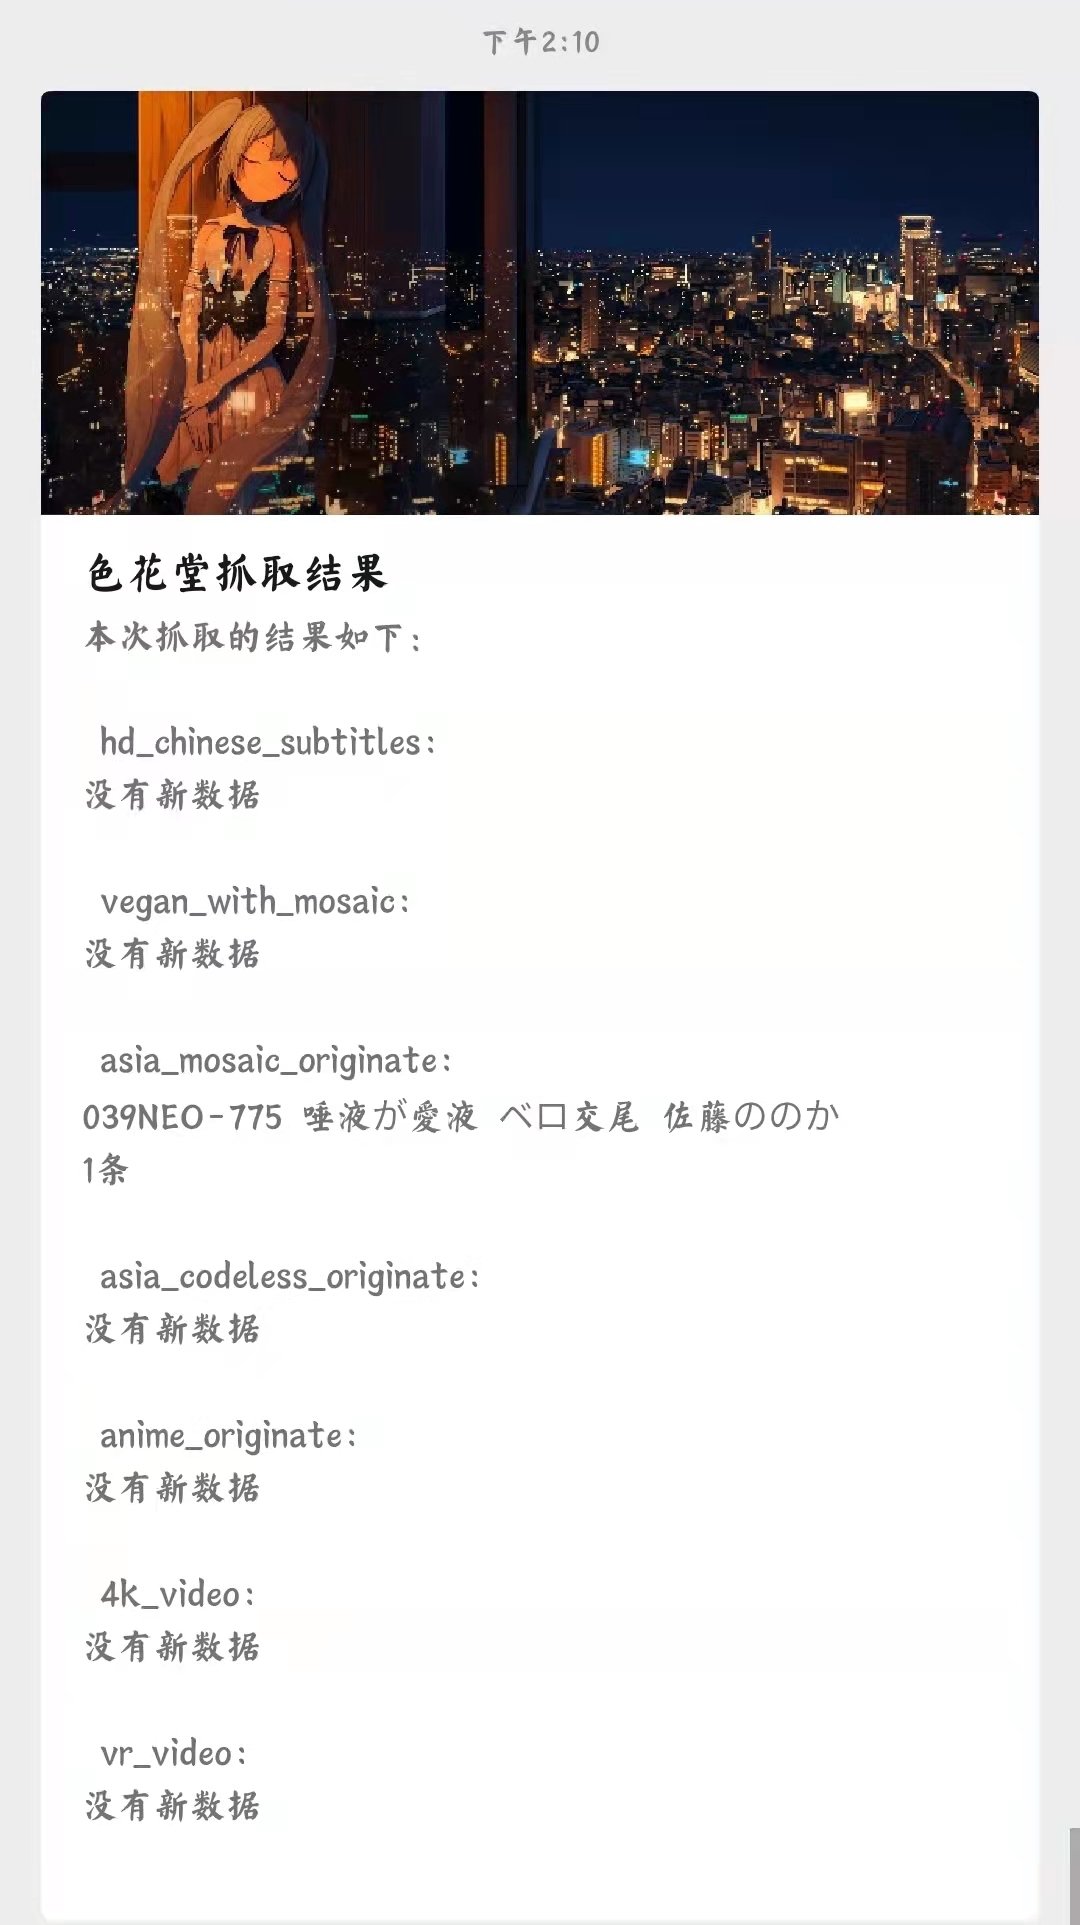 下午2:10
色花堂抓取结果
本次抓取的结果如下：
hd_chinese_subtitles:
没有新数据
vegan_with_mosaic:
没有新数据
asia_mosaic_originate:
039NEO-775 唾液が愛液 ベロ交尾 佐藤ののか
1条
asia_codeless_originate:
没有新数据
anime_originate:
没有新数据
4k_video:
没有新数据
vr_video:
没有新数据